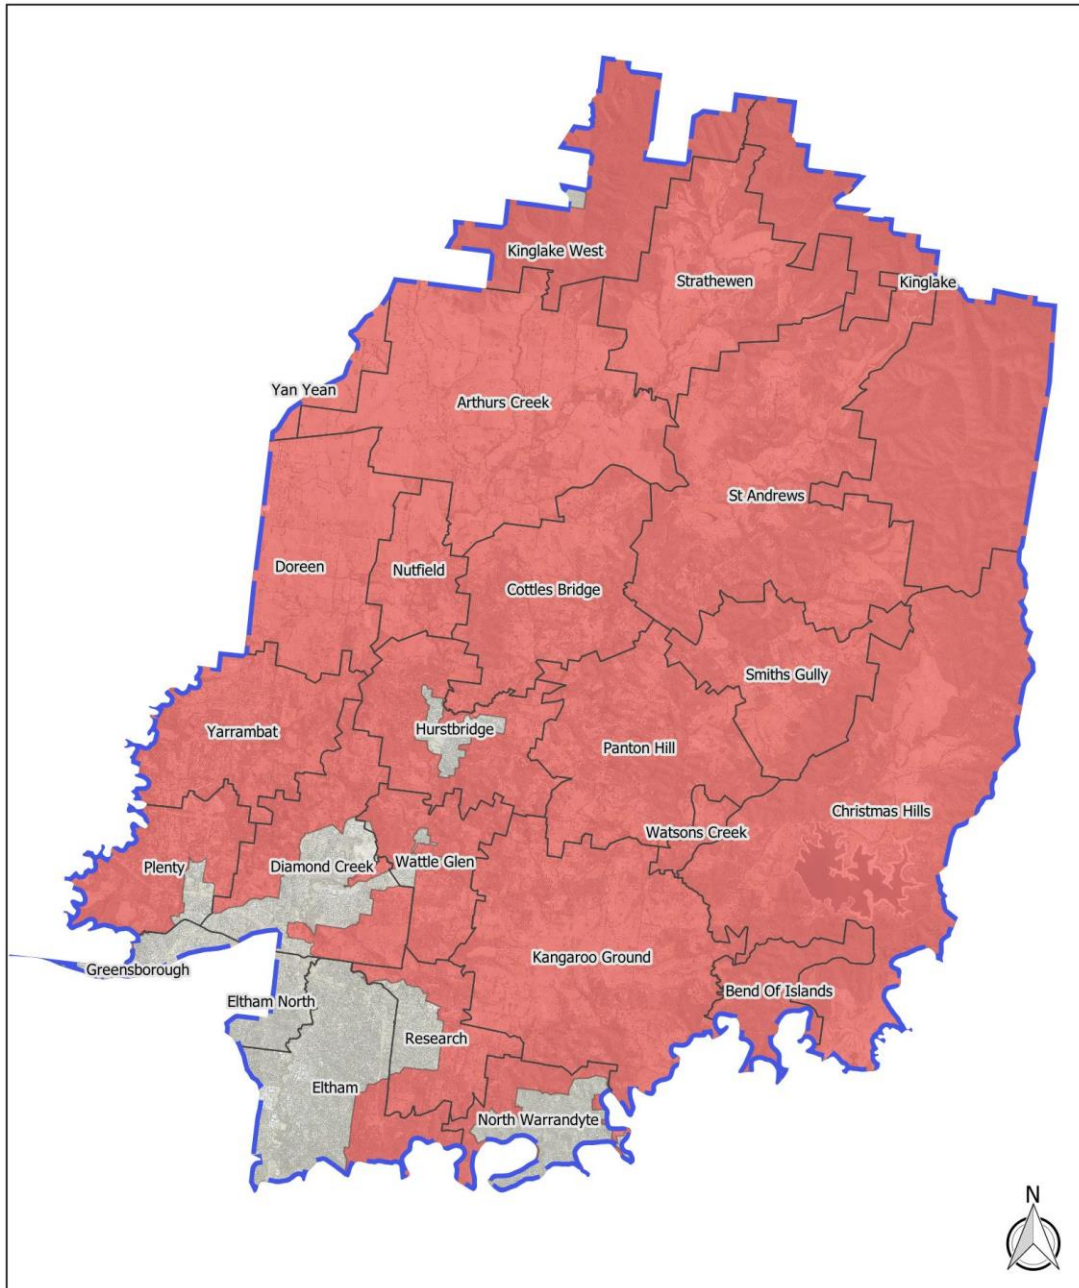 Kinglake West
Strathewen
Kinglake
Yan Yean
Arthurs Creek
St Andrews
Doreen
Nutfield
Cottles Bridge
Smiths Gully
Yarrambat
Hurstbridge
Panton Hill
Christmas Hills
Watsons Creek
Plenty
Diamond Creek
Wattle Glen
Kangaroo Ground
Greensborough
Bend Of Islands
Eltham North
Research
Eltham
North Warrandyte
N